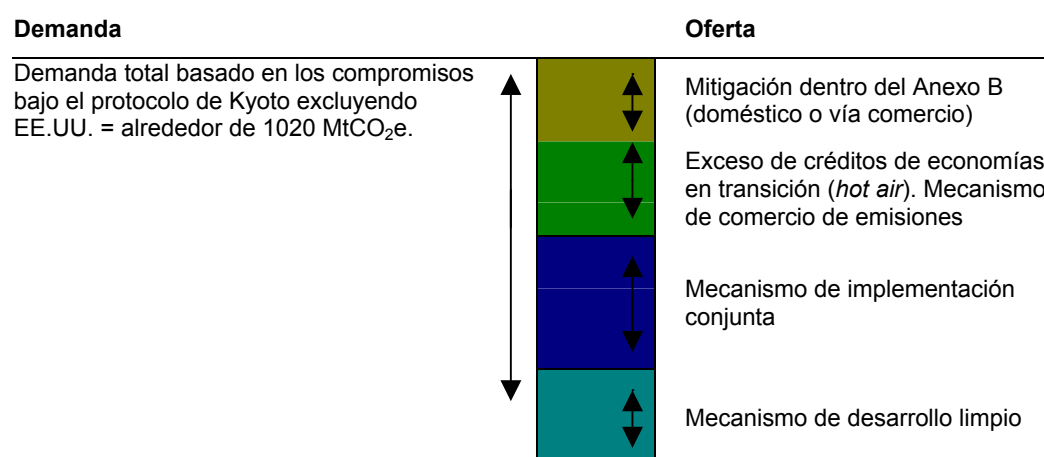 Demanda
Oferta
Demanda total basado en los compromisos
bajo el protocolo de Kyoto excluyendo
EE.UU. = alrededor de 1020 MtCO₂e.
Mitigación dentro del Anexo B
(doméstico o vía comercio)
Exceso de créditos de economías
en transición (hot air). Mecanismo
de comercio de emisiones
Mecanismo de implementación
conjunta
Mecanismo de desarrollo limpio